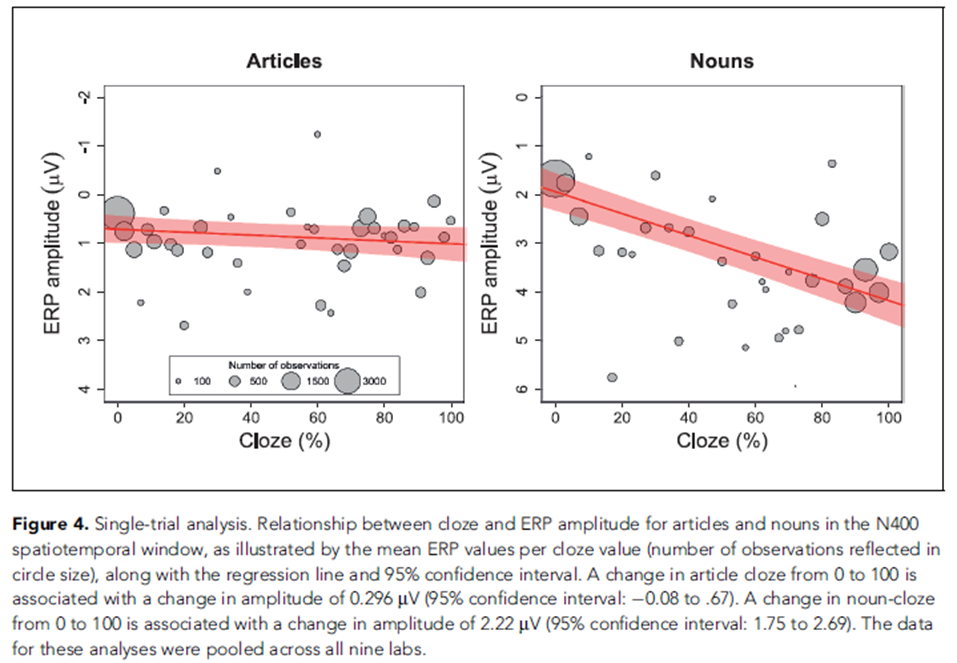 Articles
Nouns
-2
-1
0
1
2
3
4
ERP amplitude (μV)
Number of observations
100 500 1500 3000
0 20 40 60 80 100
Cloze (%)
0
1
2
3
4
5
6
ERP amplitude (μV)
0 20 40 60 80 100
Cloze (%)
Figure 4. Single-trial analysis. Relationship between cloze and ERP amplitude for articles and nouns in the N400
spatiotemporal window, as illustrated by the mean ERP values per cloze value (number of observations reflected in
circle size), along with the regression line and 95% confidence interval. A change in article cloze from 0 to 100 is
associated with a change in amplitude of 0.296 μV (95% confidence interval: −0.08 to .67). A change in noun-cloze
from 0 to 100 is associated with a change in amplitude of 2.22 μV (95% confidence interval: 1.75 to 2.69). The data
for these analyses were pooled across all nine labs.